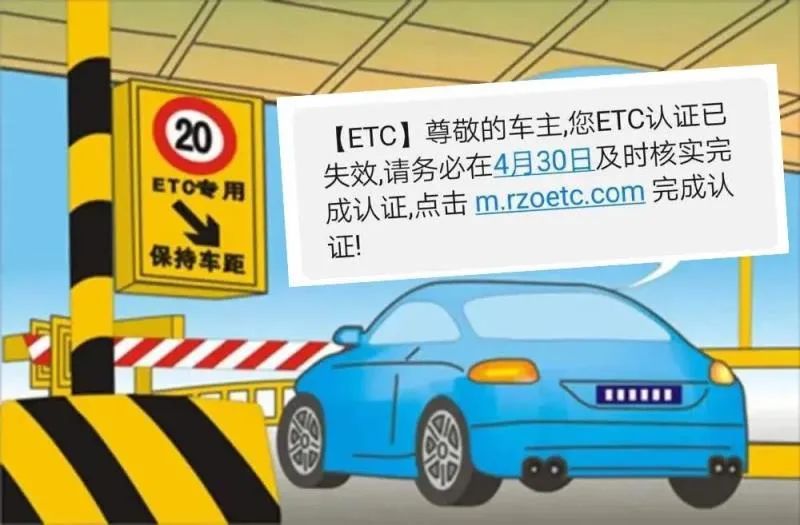 20
ETC专用
保持车距
【ETC】尊敬的车主,您ETC认证已
失效,请务必在4月30日及时核实完
成认证,点击 m.rzoetc.com 完成认
证!